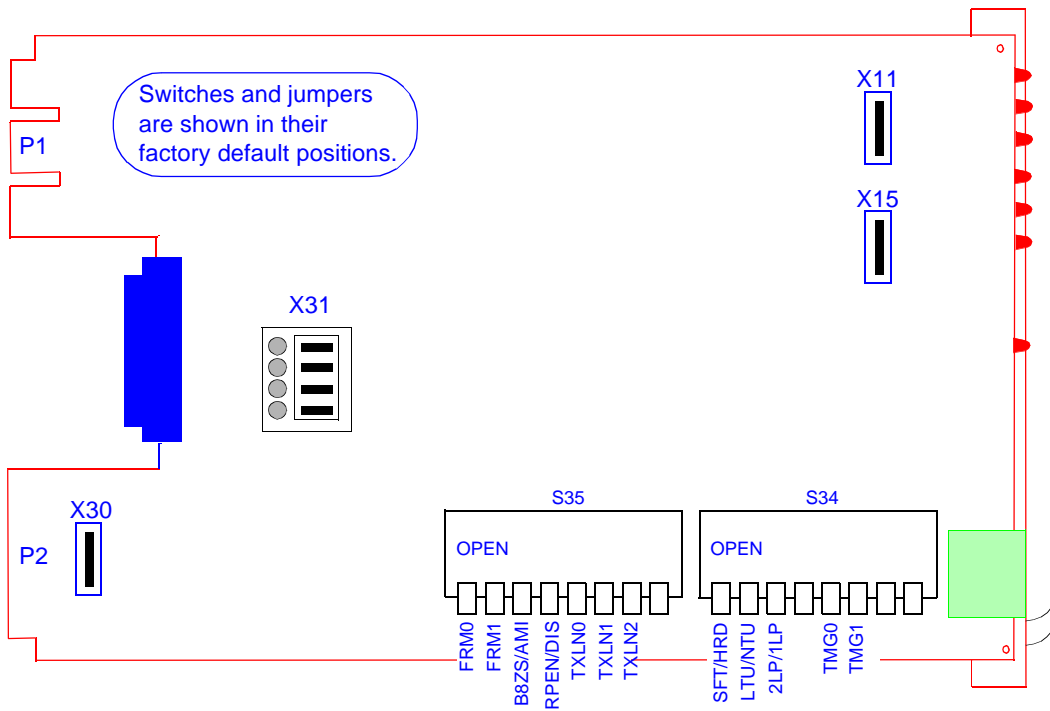 Switches and jumpers
are shown in their
factory default positions.
X11
P1
X15
X31
X30
P2
S35
S34
OPEN
OPEN
FRM0
FRM1
B8ZS/AMI
RPEN/DIS
TXLN0
TXLN1
TXLN2
SFT/HRD
LTU/NTU
2LP/1LP
TMG0
TMG1